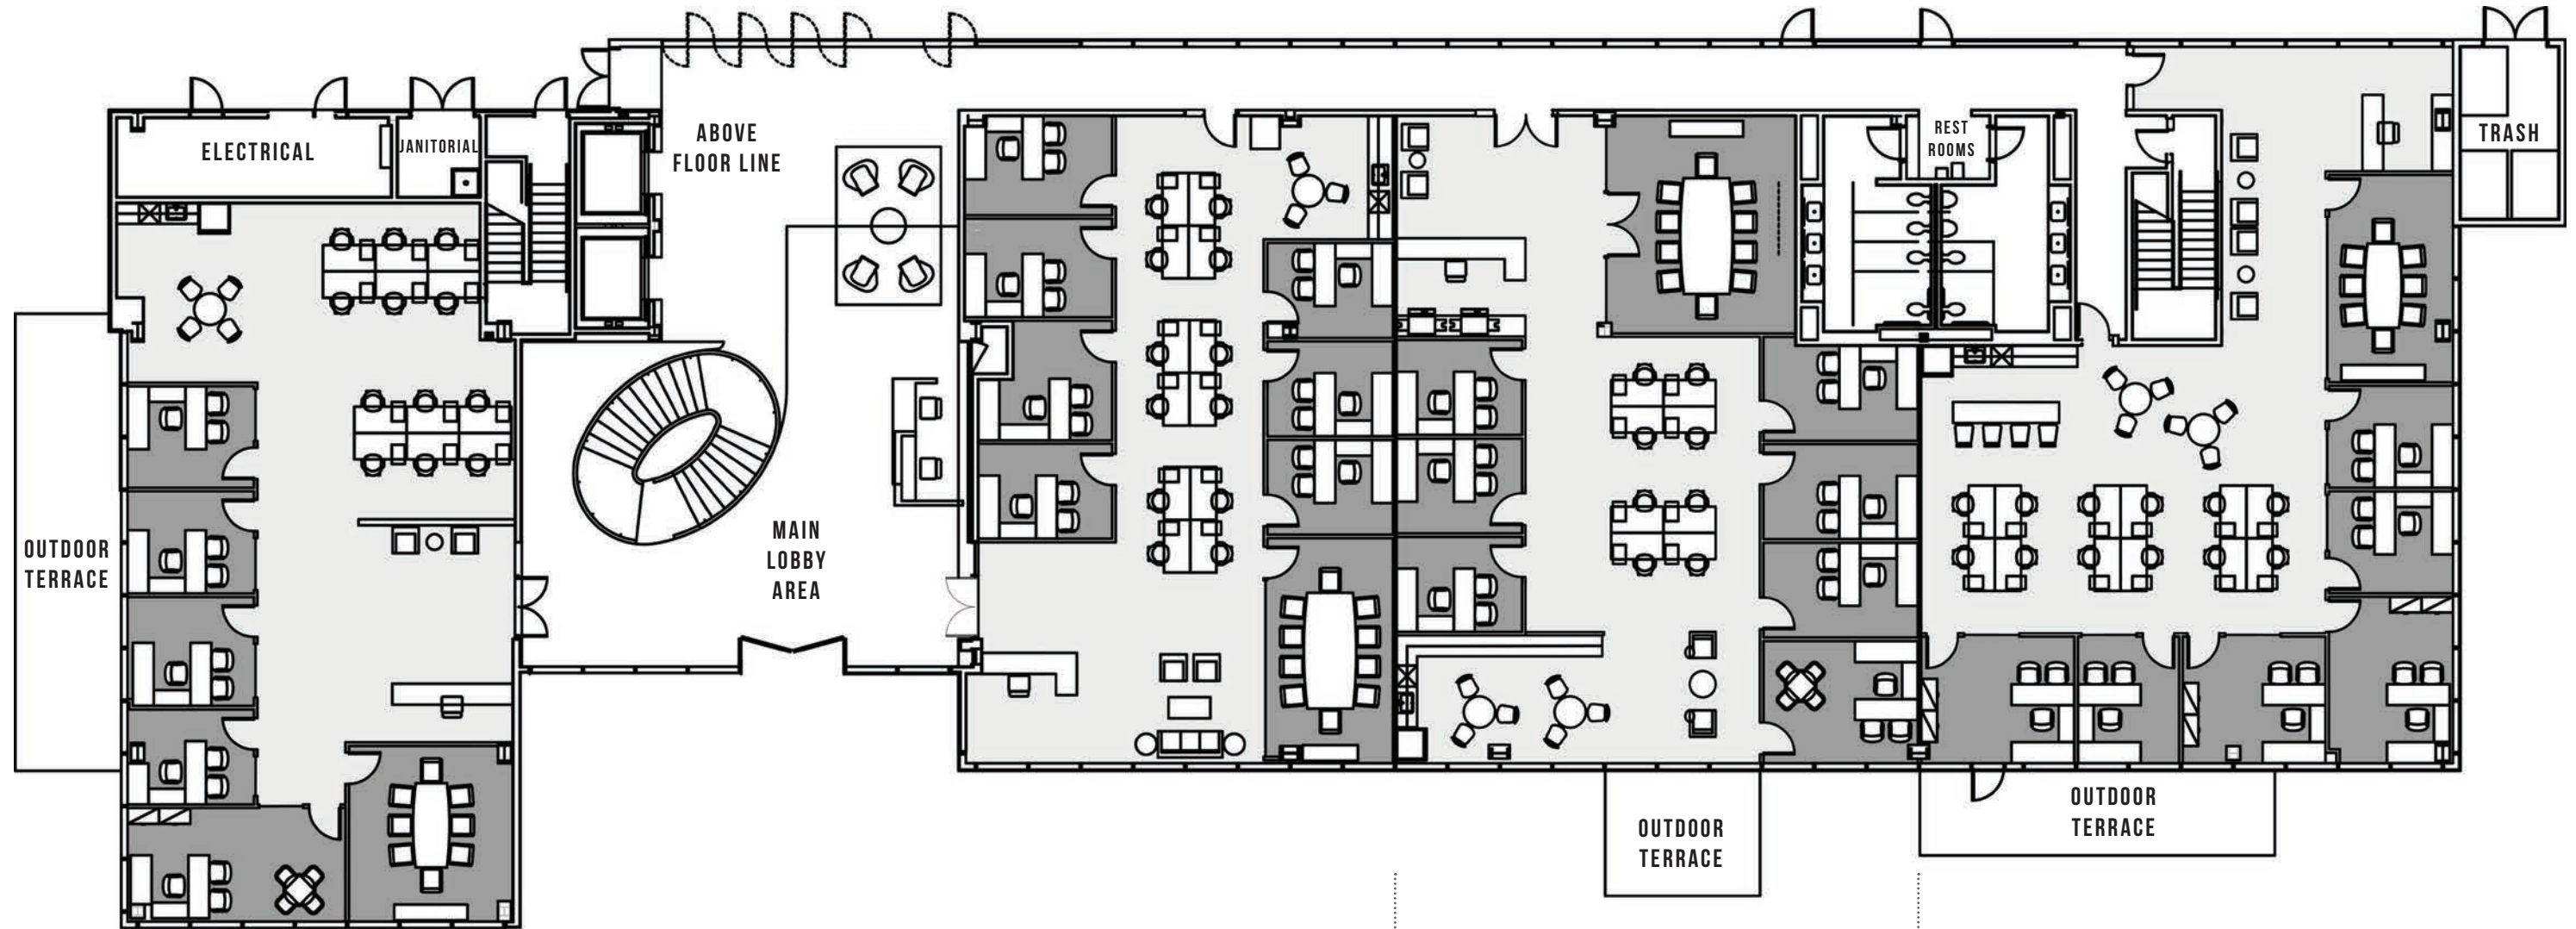 ELECTRICAL
JANITORIAL
ABOVE
FLOOR LINE
REST
ROOMS
TRASH
OUTDOOR
TERRACE
MAIN
LOBBY
AREA
OUTDOOR
TERRACE
OUTDOOR
TERRACE